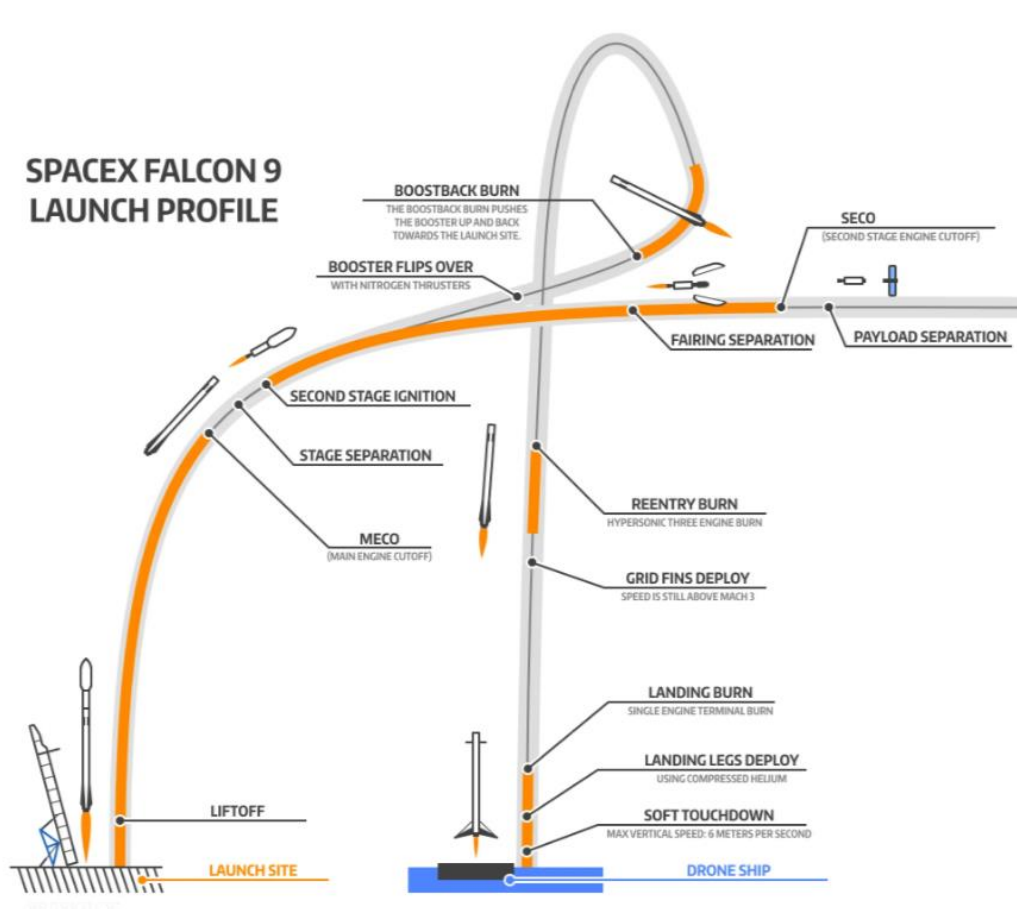 SPACEX FALCON 9
LAUNCH PROFILE
BOOSTBACK BURN
THE BOOSTBACK BURN PUSHES
THE BOOSTER UP AND BACK
TOWARDS THE LAUNCH SITE.
BOOSTER FLIPS OVER
WITH NITROGEN THRUSTERS
SECO
(SECOND STAGE ENGINE CUTOFF)
FAIRING SEPARATION
PAYLOAD SEPARATION
SECOND STAGE IGNITION
STAGE SEPARATION
MECO
(MAIN ENGINE CUTOFF)
REENTRY BURN
HYPERSONIC THREE ENGINE BURN
GRID FINS DEPLOY
SPEED IS STILL ABOVE MACH 3
LANDING BURN
SINGLE ENGINE TERMINAL BURN
LANDING LEGS DEPLOY
USING COMPRESSED HELIUM
SOFT TOUCHDOWN
MAX VERTICAL SPEED: 6 METERS PER SECOND
LIFTOFF
LAUNCH SITE
DRONE SHIP